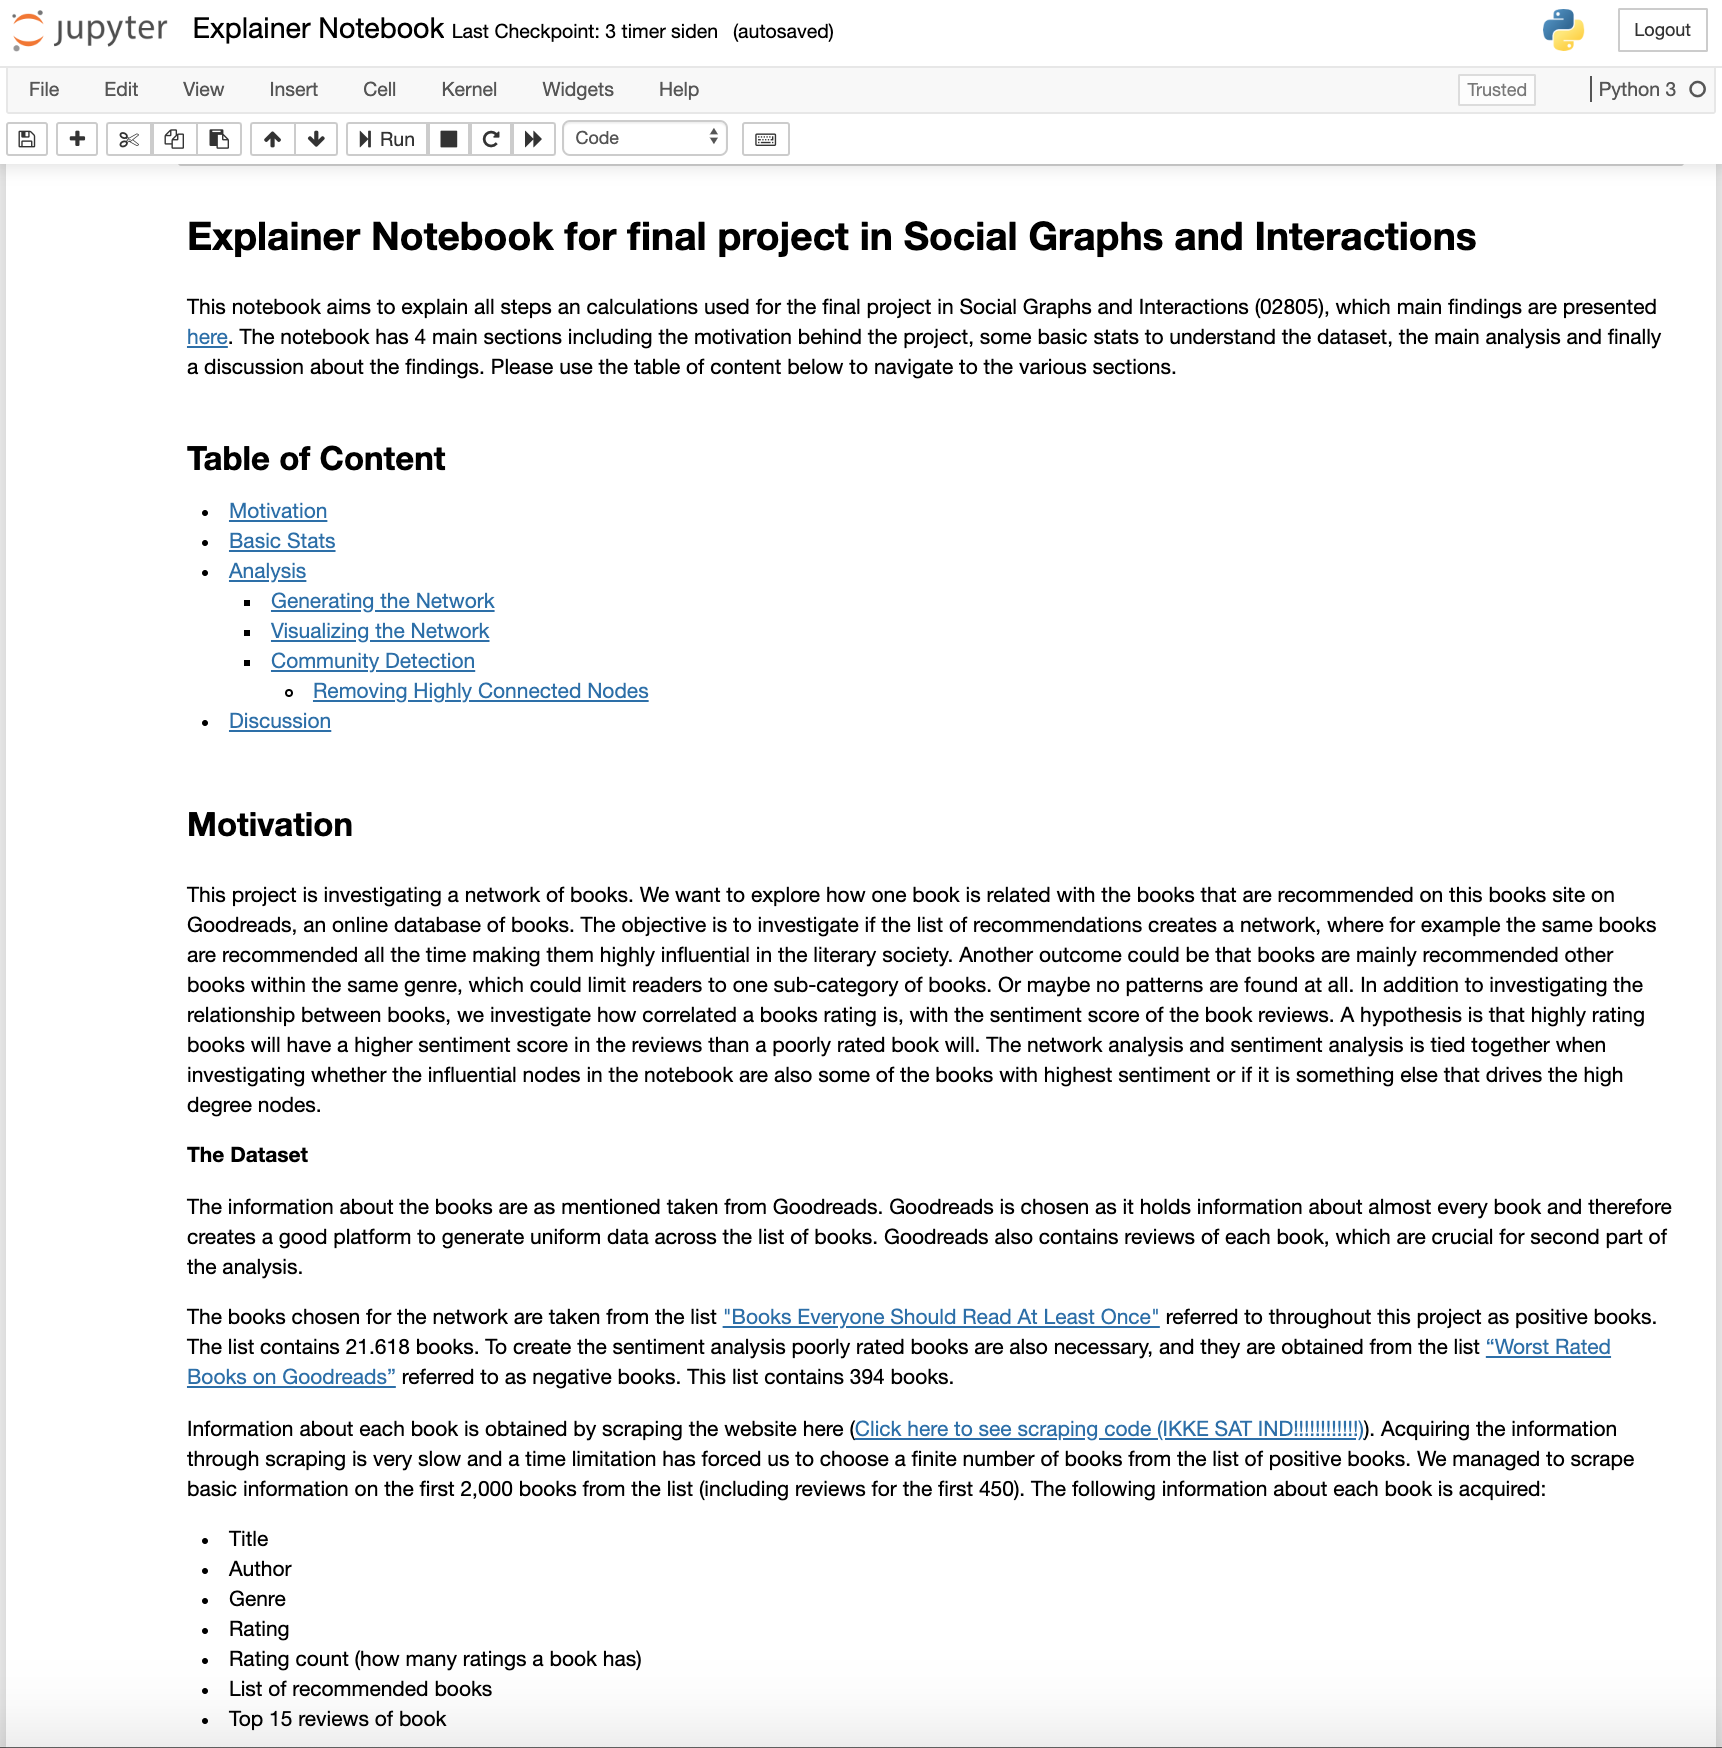 jupyter Explainer Notebook Last Checkpoint: 3 timer siden (autosaved) Logout
File Edit View Insert Cell Kernel Widgets Help Trusted Python 3
Run Code
Explainer Notebook for final project in Social Graphs and Interactions
This notebook aims to explain all steps an calculations used for the final project in Social Graphs and Interactions (02805), which main findings are presented
here. The notebook has 4 main sections including the motivation behind the project, some basic stats to understand the dataset, the main analysis and finally
a discussion about the findings. Please use the table of content below to navigate to the various sections.
Table of Content
Motivation
Basic Stats
Analysis
Generating the Network
Visualizing the Network
Community Detection
Removing Highly Connected Nodes
Discussion
Motivation
This project is investigating a network of books. We want to explore how one book is related with the books that are recommended on this books site on
Goodreads, an online database of books. The objective is to investigate if the list of recommendations creates a network, where for example the same books
are recommended all the time making them highly influential in the literary society. Another outcome could be that books are mainly recommended other
books within the same genre, which could limit readers to one sub-category of books. Or maybe no patterns are found at all. In addition to investigating the
relationship between books, we investigate how correlated a books rating is, with the sentiment score of the book reviews. A hypothesis is that highly rating
books will have a higher sentiment score in the reviews than a poorly rated book will. The network analysis and sentiment analysis is tied together when
investigating whether the influential nodes in the notebook are also some of the books with highest sentiment or if it is something else that drives the high
degree nodes.
The Dataset
The information about the books are as mentioned taken from Goodreads. Goodreads is chosen as it holds information about almost every book and therefore
creates a good platform to generate uniform data across the list of books. Goodreads also contains reviews of each book, which are crucial for second part of
the analysis.
The books chosen for the network are taken from the list "Books Everyone Should Read At Least Once" referred to throughout this project as positive books.
The list contains 21.618 books. To create the sentiment analysis poorly rated books are also necessary, and they are obtained from the list “Worst Rated
Books on Goodreads” referred to as negative books. This list contains 394 books.
Information about each book is obtained by scraping the website here (Click here to see scraping code (IKKE SAT IND!!!!!!!!!!!!)). Acquiring the information
through scraping is very slow and a time limitation has forced us to choose a finite number of books from the list of positive books. We managed to scrape
basic information on the first 2,000 books from the list (including reviews for the first 450). The following information about each book is acquired:
Title
Author
Genre
Rating
Rating count (how many ratings a book has)
List of recommended books
Top 15 reviews of book